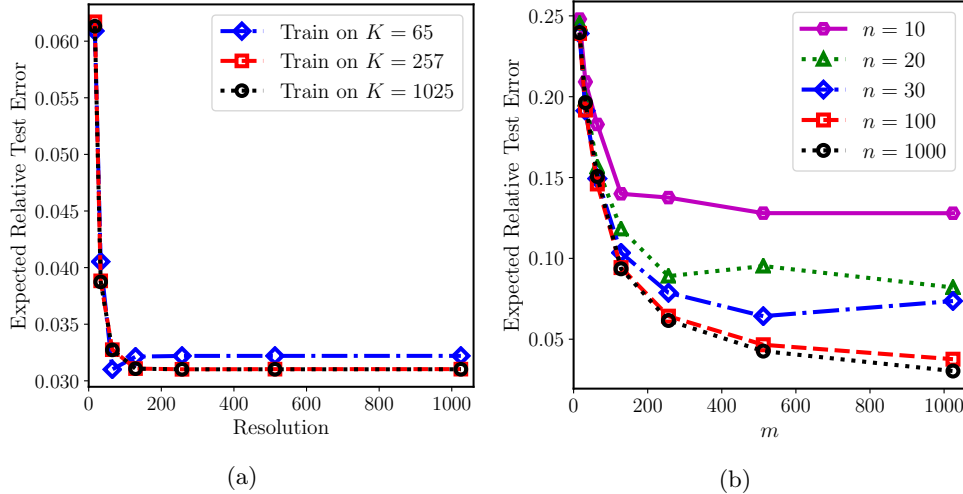 Expected Relative Test Error
0.060
0.055
0.050
0.045
0.040
0.035
0.030
0
200
400
600
800
1000
Resolution
Train on K = 65
Train on K = 257
Train on K = 1025
(a)
Expected Relative Test Error
0.25
0.20
0.15
0.10
0.05
0
200
400
600
800
1000
m
n = 10
n = 20
n = 30
n = 100
n = 1000
(b)